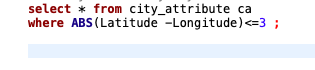 select * from city_attribute ca
where ABS(Latitude -Longitude)<=3 ;